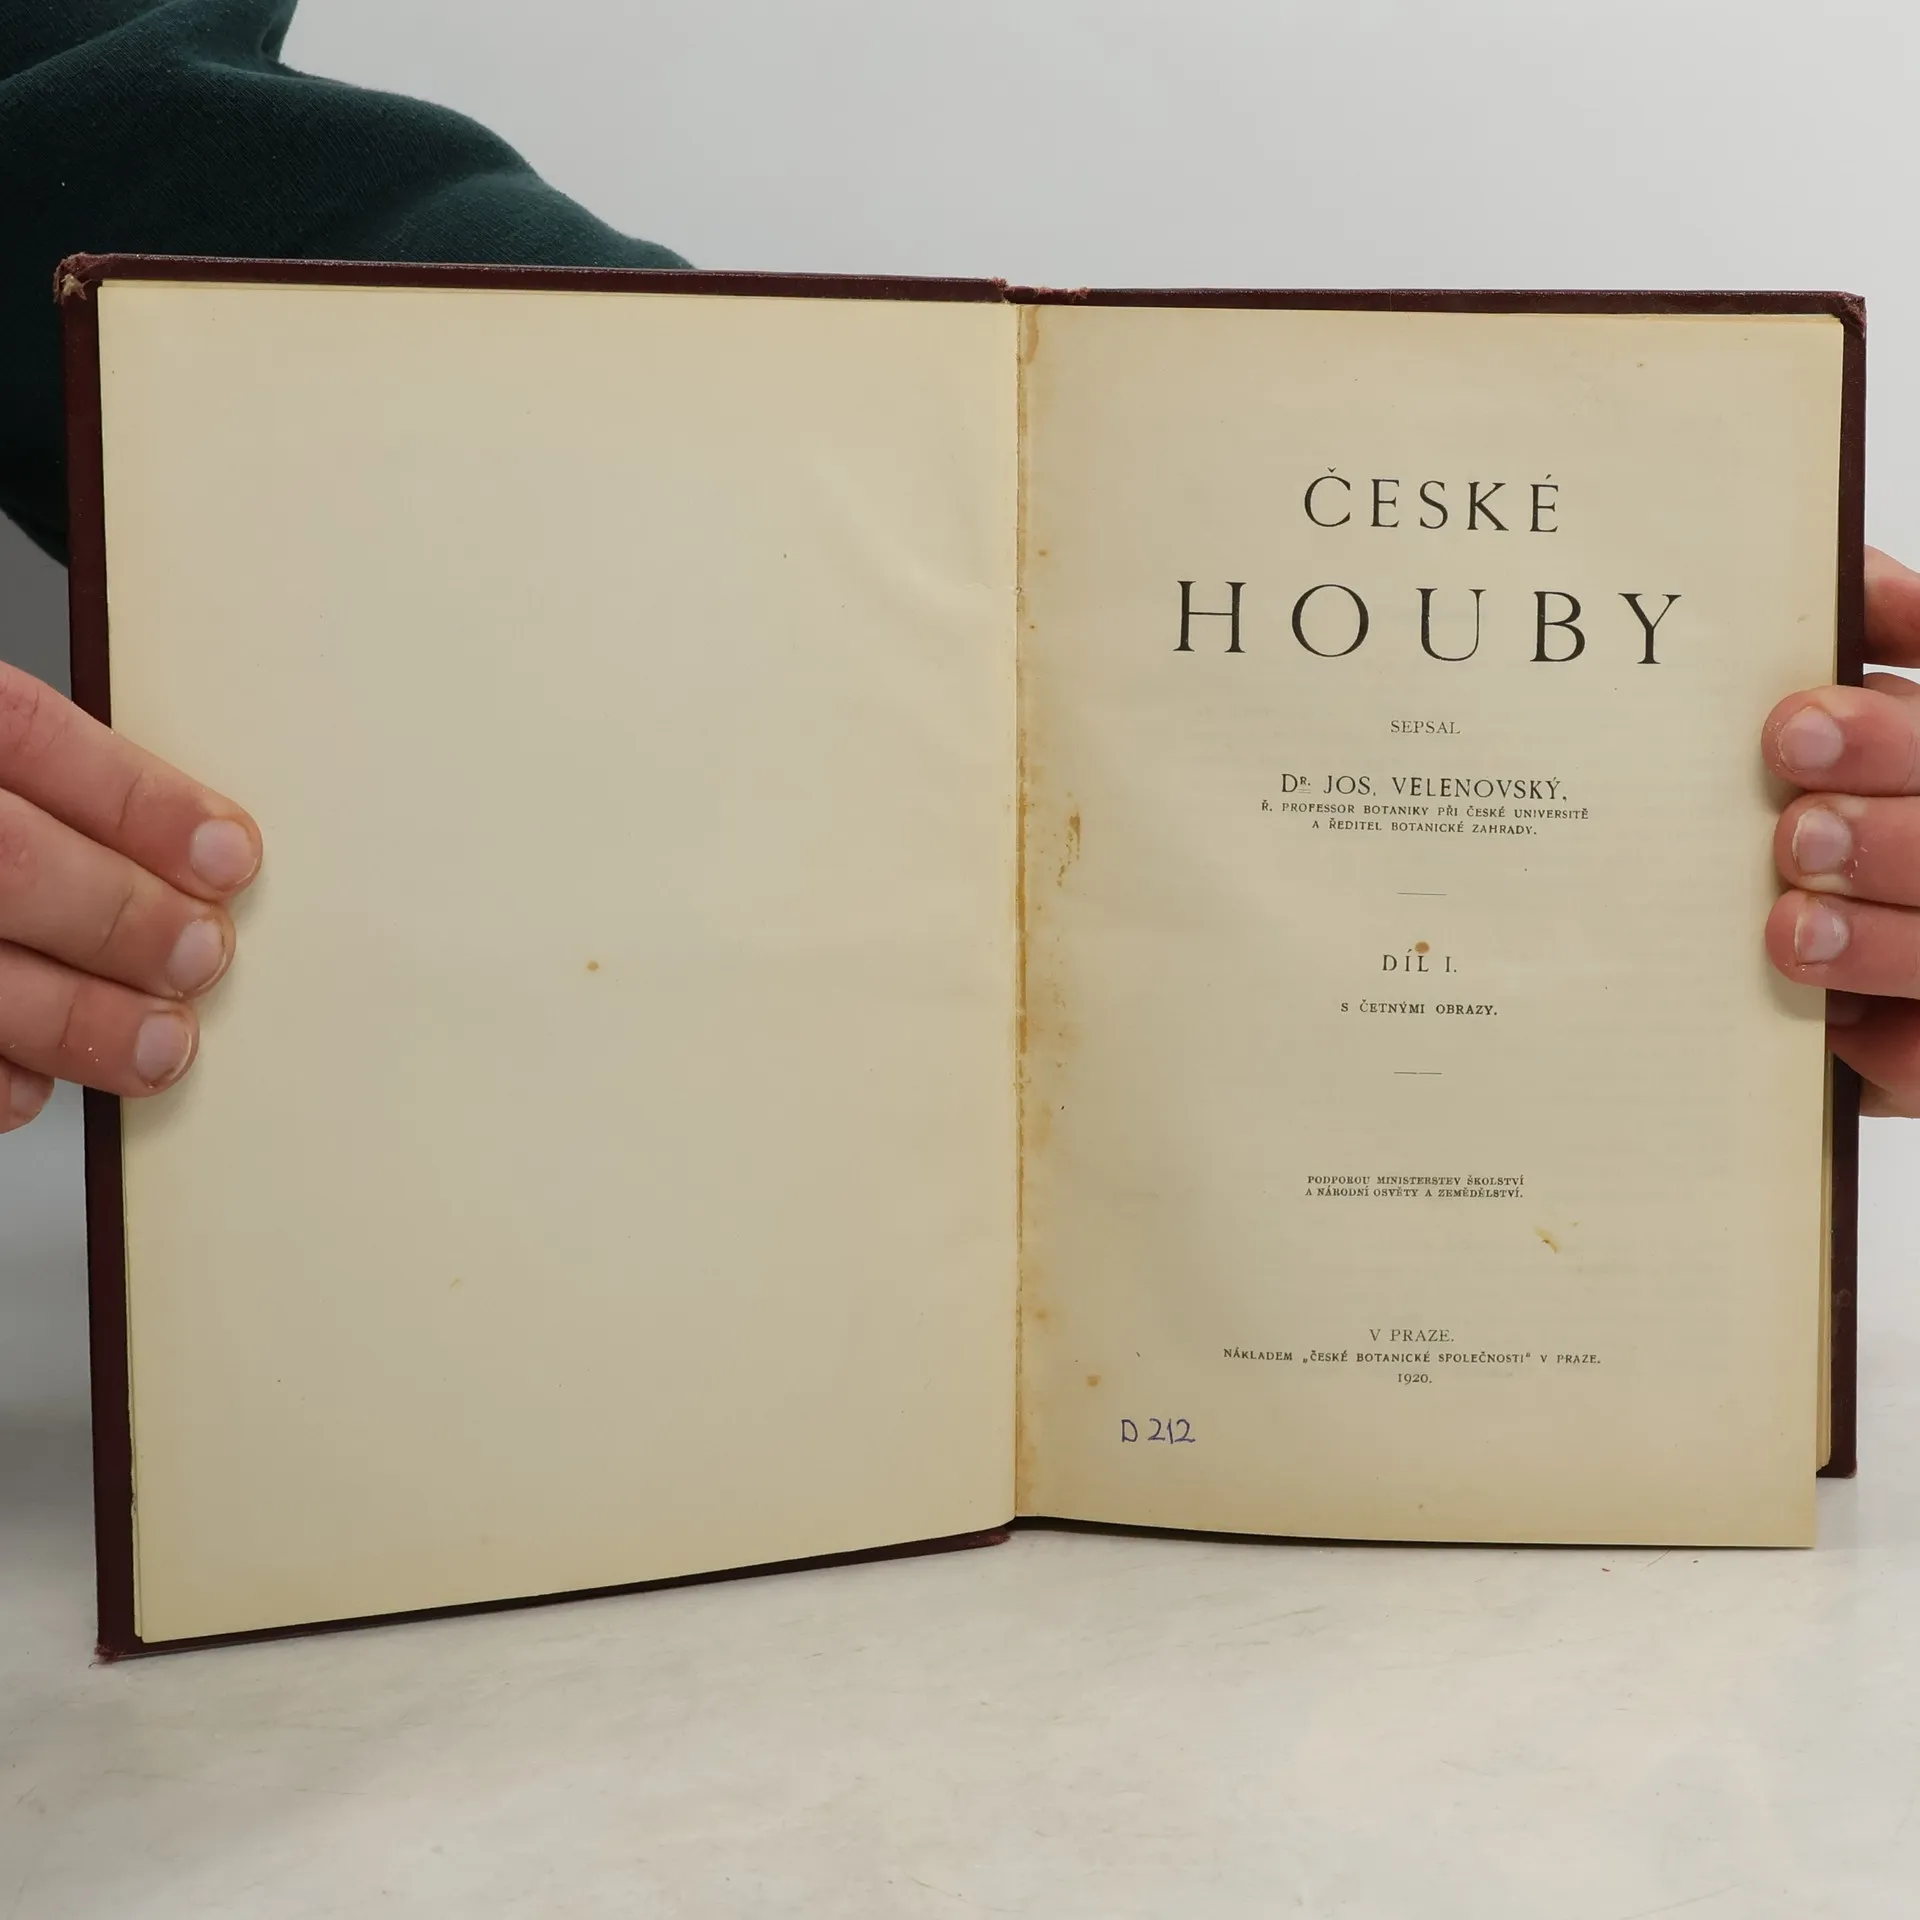 ČESKÉ
HOUBY
SEPSAL
DR. JOS. VELENOVSKÝ,
Ř. PROFESSOR BOTANIKY PŘI ČESKÉ UNIVERSITĚ
A ŘEDITEL BOTANICKÉ ZAHRADY.
DÍL I.
S ČETNÝMI OBRAZY.
PODPOROU MINISTERSTEV ŠKOLSTVÍ
A NÁRODNÍ OSVĚTY A ZEMĚDĚLSTVÍ.
V PRAZE.
NÁKLADEM „ČESKÉ BOTANICKÉ SPOLEČNOSTI“ V PRAZE.
1920.
D 212